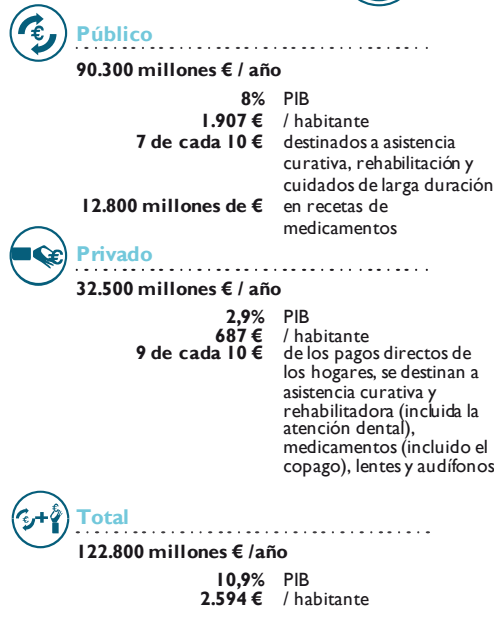 Público
90.300 millones € / año
8% PIB
1.907 € / habitante
7 de cada 10 € destinados a asistencia
curativa, rehabilitación y
cuidados de larga duración
12.800 millones de € en recetas de
medicamentos
Privado
32.500 millones € / año
2,9% PIB
687 € / habitante
9 de cada 10 € de los pagos directos de
los hogares, se destinan a
asistencia curativa y
rehabilitadora (incluida la
atención dental),
medicamentos (incluido el
copago), lentes y audífonos
Total
122.800 millones € /año
10,9% PIB
2.594 € / habitante